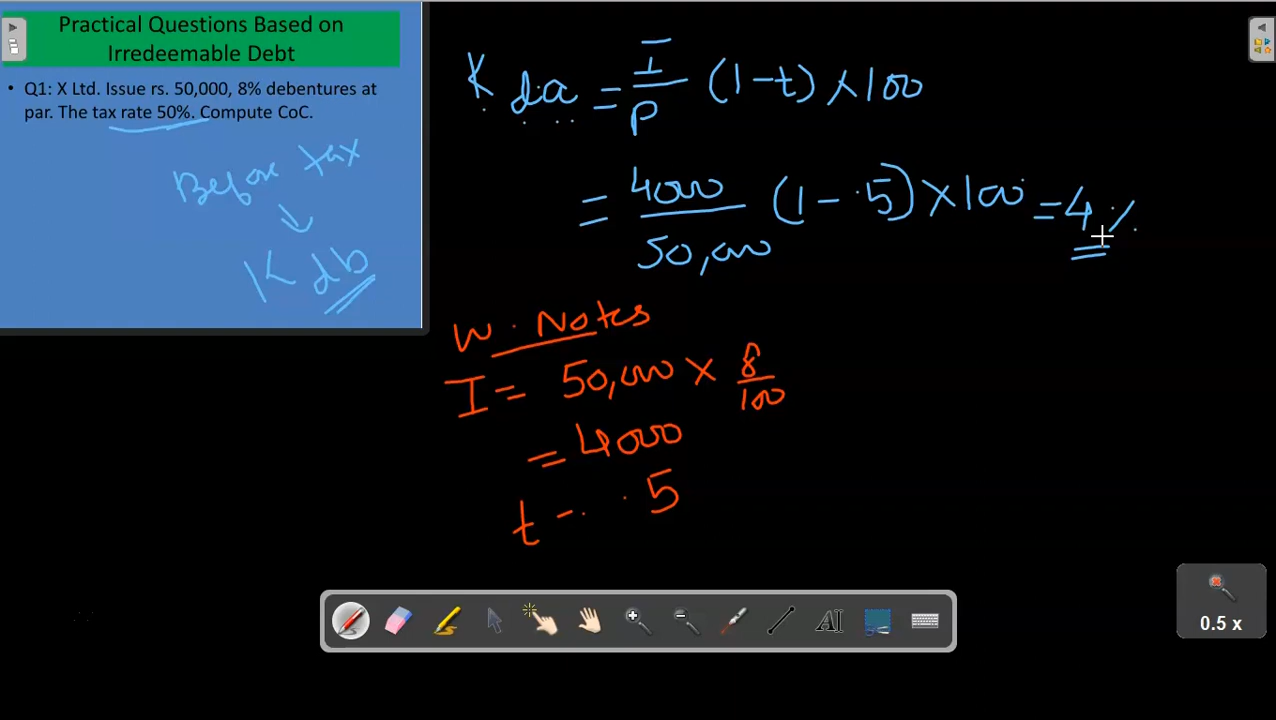 Practical Questions Based on
Irredeemable Debt
• Q1: X Ltd. Issue rs. 50,000, 8% debentures at
par. The tax rate 50%. Compute CoC.
Before tax
↓
K db
K da = I/P (1-t) × 100
= 4000/50,000 (1 - .5) × 100 = 4%
W. Notes
I = 50,000 × 8/100
= 4000
t - . 5
AI
0.5 x